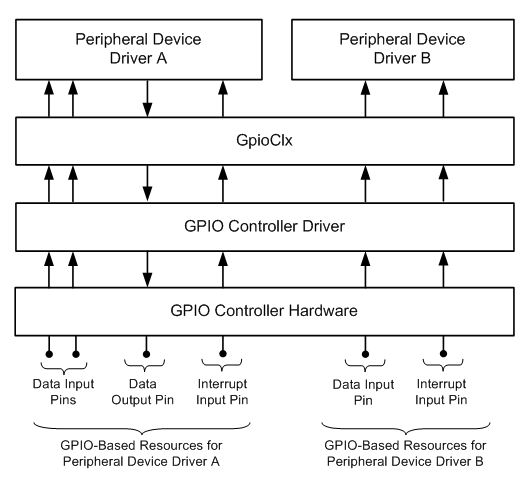 Peripheral Device
Driver A
Peripheral Device
Driver B
GpioClx
GPIO Controller Driver
GPIO Controller Hardware
Data Input
Pins
Data
Output Pin
Interrupt
Input Pin
Data Input
Pin
Interrupt
Input Pin
GPIO-Based Resources for
Peripheral Device Driver A
GPIO-Based Resources for
Peripheral Device Driver B